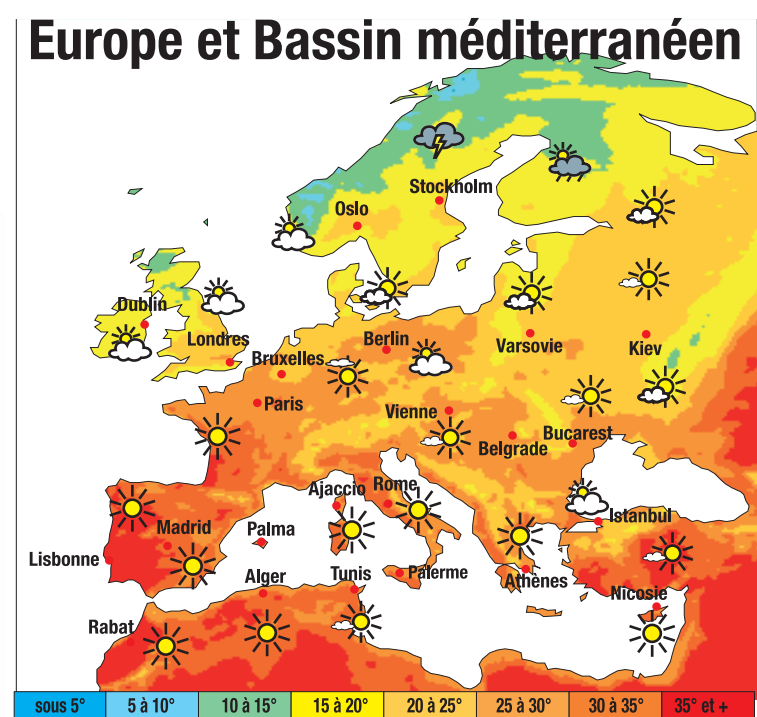 Europe et Bassin méditerranéen
Stockholm
Oslo
Dublin
Londres
Bruxelles
Berlin
Varsovie
Kiev
Paris
Vienne
Belgrade
Bucarest
Ajaccio
Rome
Istanbul
Madrid
Palma
Lisbonne
Alger
Tunis
Palerme
Athènes
Nicosie
Rabat
sous 5° 5 à 10° 10 à 15° 15 à 20° 20 à 25° 25 à 30° 30 à 35° 35° et +